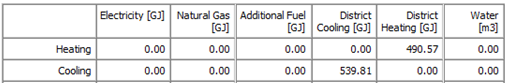 Electricity [GJ] Natural Gas [GJ] Additional Fuel [GJ] District Cooling [GJ] District Heating [GJ] Water [m3]
Heating 0.00 0.00 0.00 0.00 490.57 0.00
Cooling 0.00 0.00 0.00 539.81 0.00 0.00